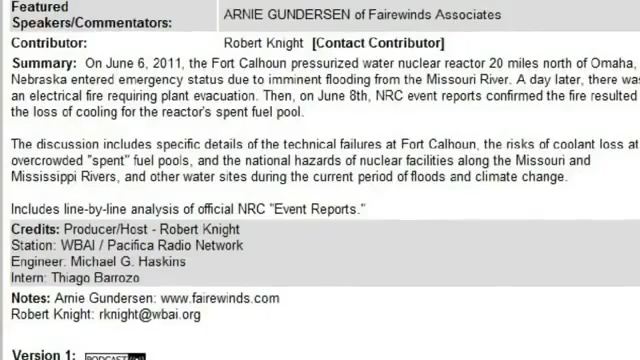 Featured
Speakers/Commentators:
ARNIE GUNDERSEN of Fairewinds Associates
Contributor: Robert Knight [Contact Contributor]
Summary: On June 6, 2011, the Fort Calhoun pressurized water nuclear reactor 20 miles north of Omaha,
Nebraska entered emergency status due to imminent flooding from the Missouri River. A day later, there was
an electrical fire requiring plant evacuation. Then, on June 8th, NRC event reports confirmed the fire resulted
the loss of cooling for the reactor's spent fuel pool.
The discussion includes specific details of the technical failures at Fort Calhoun, the risks of coolant loss at
overcrowded "spent" fuel pools, and the national hazards of nuclear facilities along the Missouri and
Mississippi Rivers, and other water sites during the current period of floods and climate change.
Includes line-by-line analysis of official NRC "Event Reports."
Credits: Producer/Host - Robert Knight
Station: WBAI / Pacifica Radio Network
Engineer: Michael G. Haskins
Intern: Thiago Barrozo
Notes: Arnie Gundersen: www.fairewinds.com
Robert Knight: rknight@wbai.org
Version 1: PODCAST